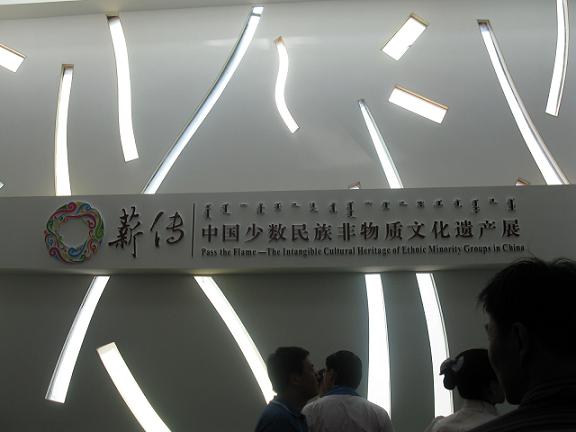 薪传
中国少数民族非物质文化遗产展
Pass the Flame—The Intangible Cultural Heritage of Ethnic Minority Groups in China